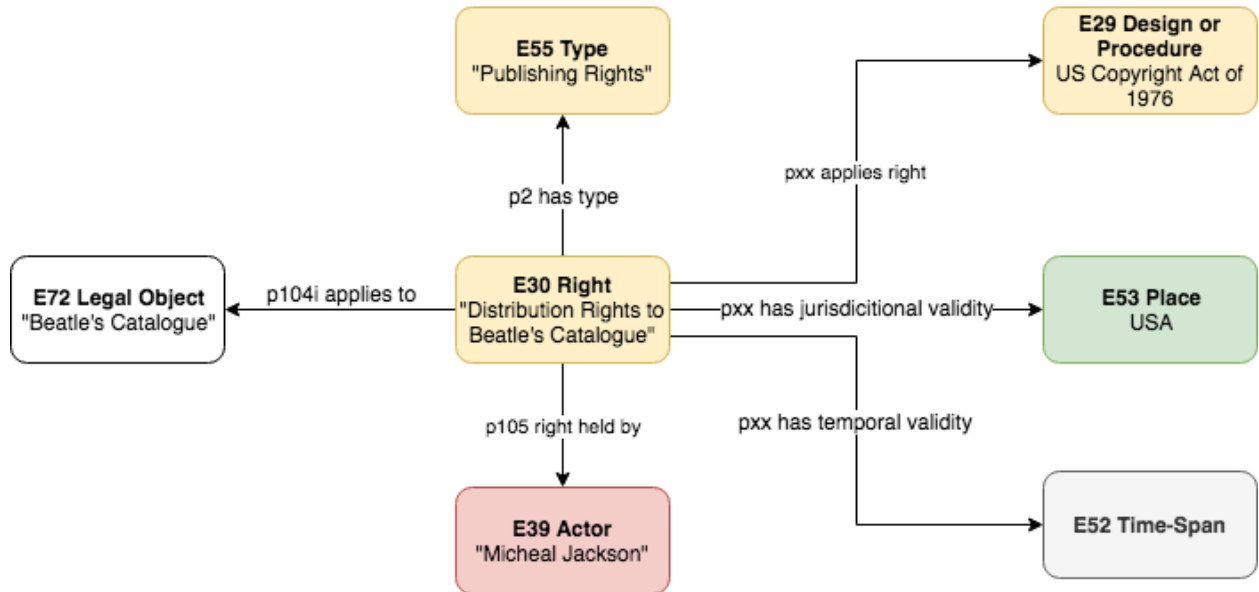 E55 Type
"Publishing Rights"
E29 Design or
Procedure
US Copyright Act of
1976
pxx applies right
p2 has type
E72 Legal Object
"Beatle's Catalogue"
p104i applies to
E30 Right
"Distribution Rights to
Beatle's Catalogue"
pxx has jurisdicitional validity
E53 Place
USA
p105 right held by
pxx has temporal validity
E39 Actor
"Micheal Jackson"
E52 Time-Span